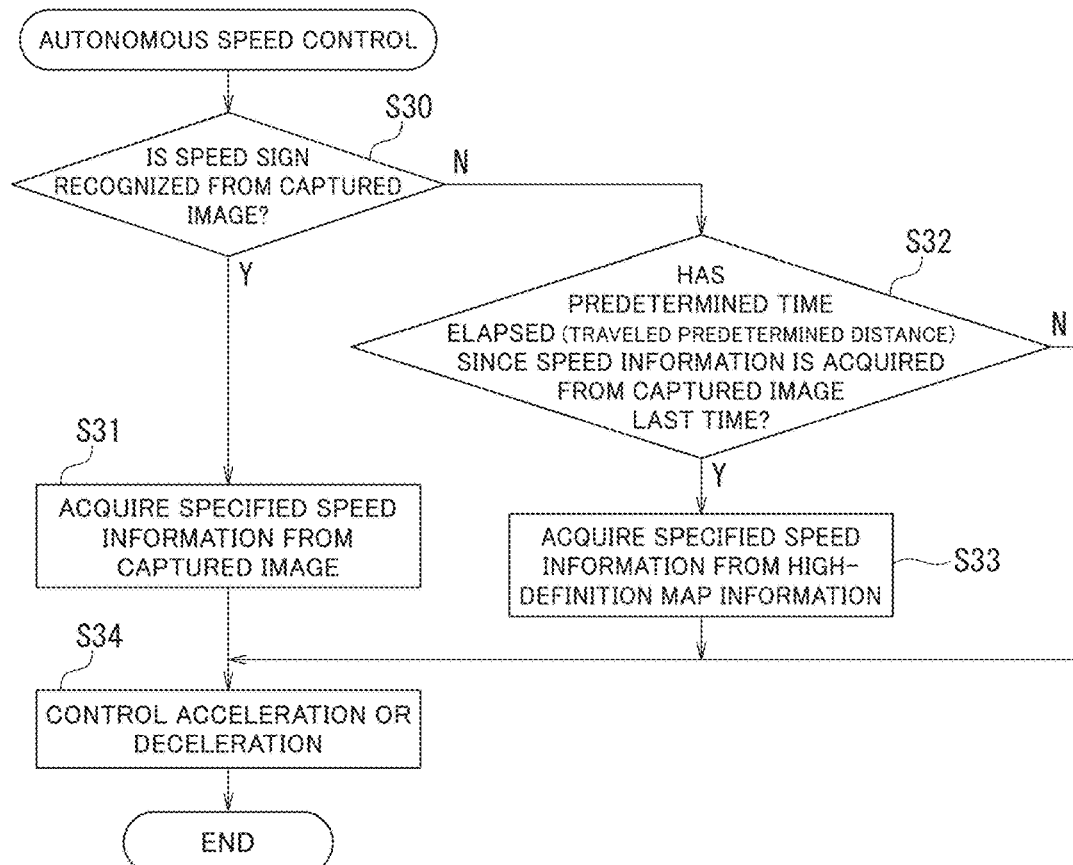 AUTONOMOUS SPEED CONTROL
S30
IS SPEED SIGN
RECOGNIZED FROM CAPTURED
IMAGE?
N
Y
S32
HAS
PREDETERMINED TIME
ELAPSED (TRAVELED PREDETERMINED DISTANCE)
SINCE SPEED INFORMATION IS ACQUIRED
FROM CAPTURED IMAGE
LAST TIME?
N
Y
S31
ACQUIRE SPECIFIED SPEED
INFORMATION FROM
CAPTURED IMAGE
ACQUIRE SPECIFIED SPEED
INFORMATION FROM HIGH-
DEFINITION MAP INFORMATION
S33
S34
CONTROL ACCELERATION OR
DECELERATION
END